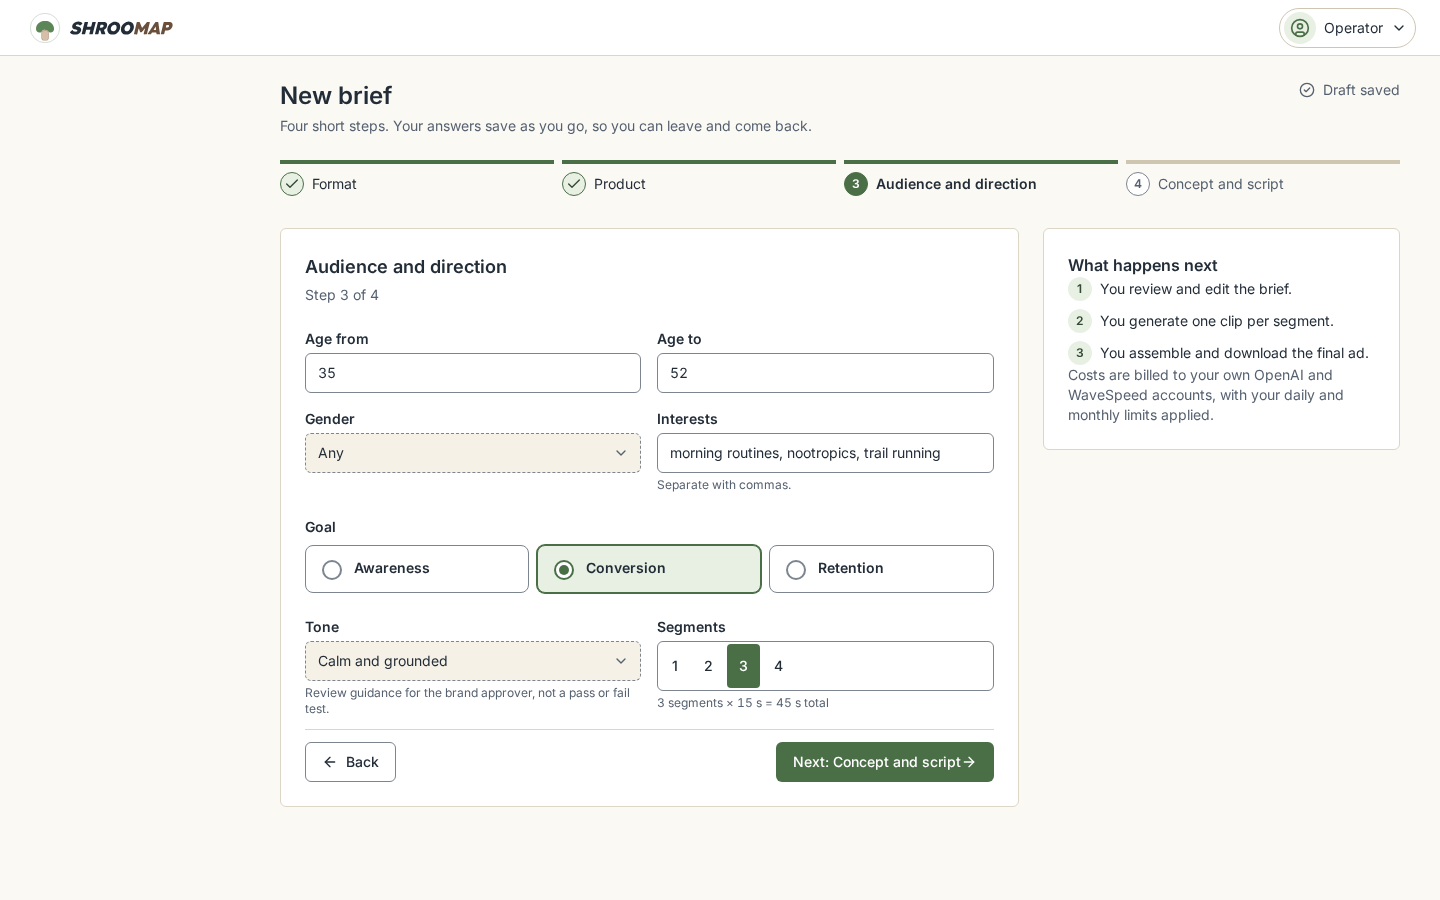 SHROOMAP
Operator
New brief
Draft saved
Four short steps. Your answers save as you go, so you can leave and come back.
Format
Product
3 Audience and direction
4 Concept and script
Audience and direction
Step 3 of 4
Age from
Age to
35
52
Gender
Interests
Any
morning routines, nootropics, trail running
Separate with commas.
Goal
Awareness
Conversion
Retention
Tone
Segments
Calm and grounded
1 2 3 4
Review guidance for the brand approver, not a pass or fail
test.
3 segments × 15 s = 45 s total
Back
Next: Concept and script
What happens next
1 You review and edit the brief.
2 You generate one clip per segment.
3 You assemble and download the final ad.
Costs are billed to your own OpenAI and
WaveSpeed accounts, with your daily and
monthly limits applied.